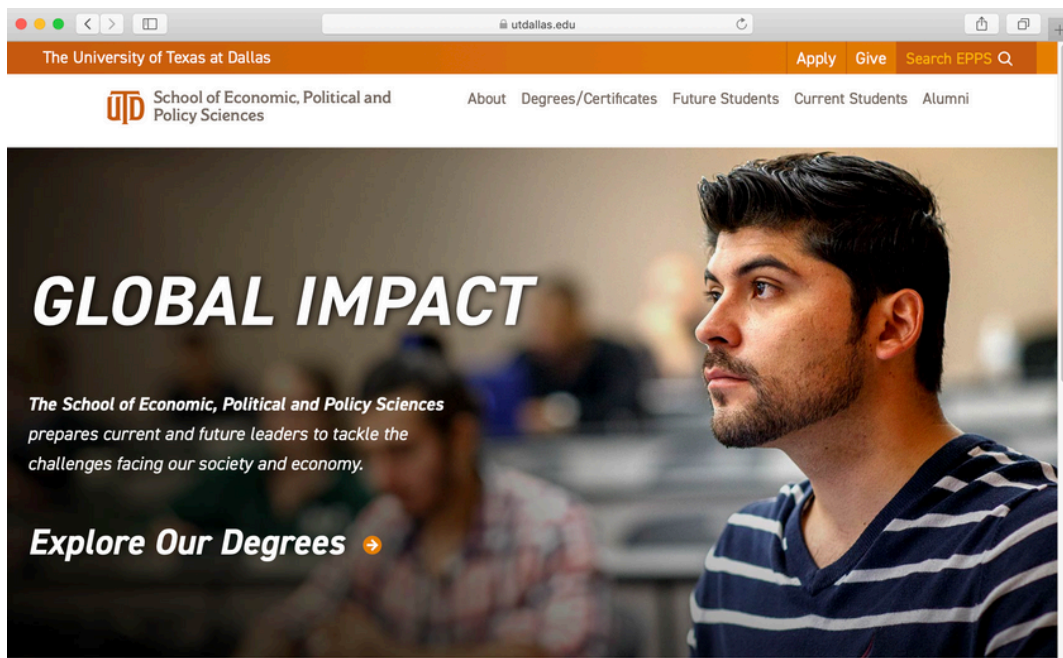 utdallas.edu
The University of Texas at Dallas
Apply Give Search EPPS
UTD
School of Economic, Political and
Policy Sciences
About Degrees/Certificates Future Students Current Students Alumni
GLOBAL IMPACT
The School of Economic, Political and Policy Sciences
prepares current and future leaders to tackle the
challenges facing our society and economy.
Explore Our Degrees